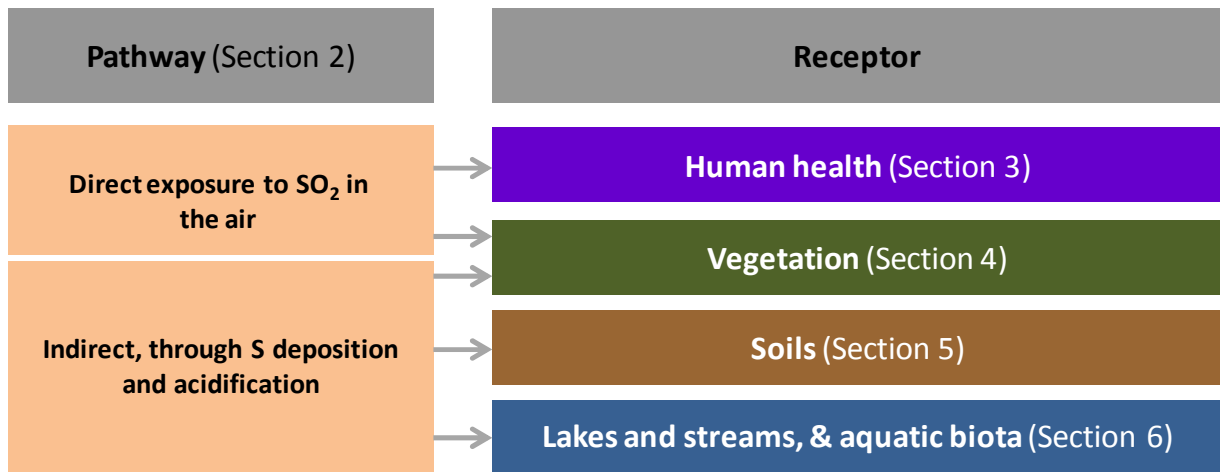 Pathway (Section 2)
Receptor
Direct exposure to SO₂ in
the air
Human health (Section 3)
Vegetation (Section 4)
Indirect, through S deposition
and acidification
Soils (Section 5)
Lakes and streams, & aquatic biota (Section 6)